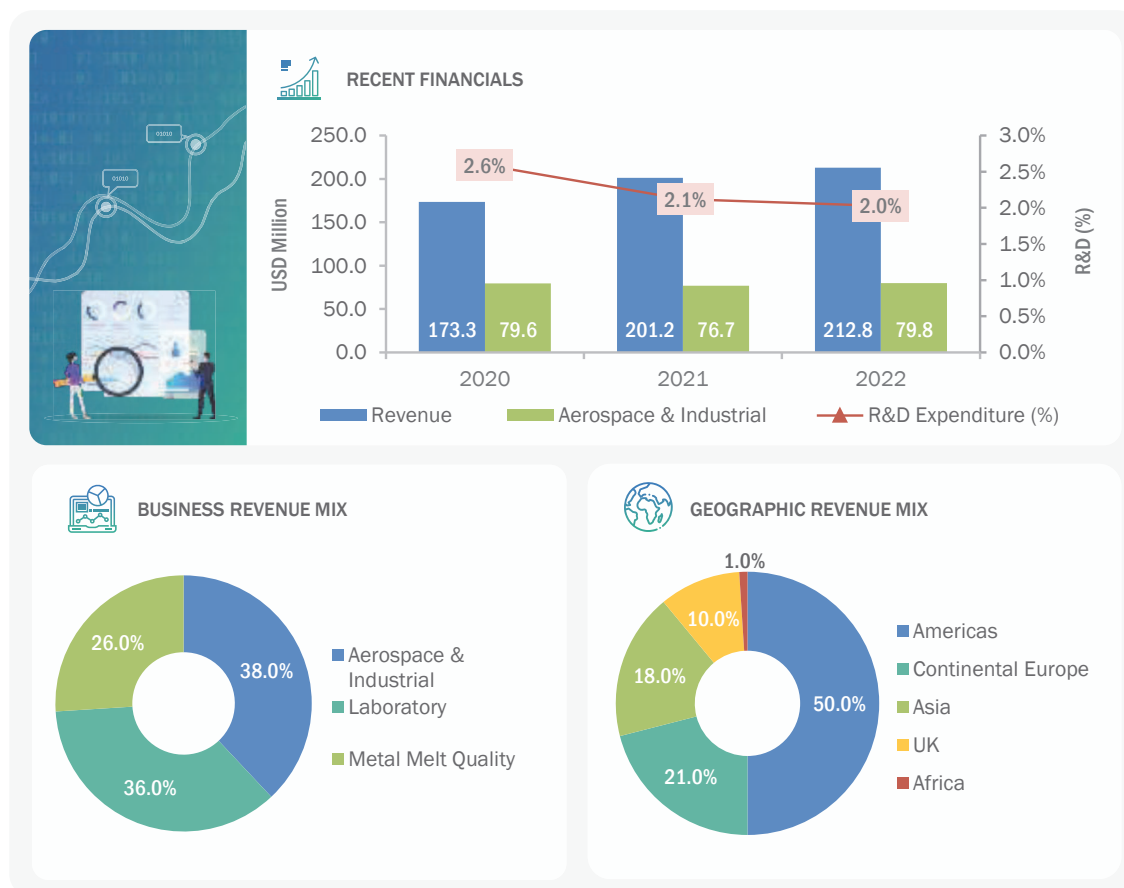 01010
01010
RECENT FINANCIALS
250.0
200.0
150.0
100.0
50.0
0.0
USD Million
3.0%
2.5%
2.0%
1.5%
1.0%
0.5%
0.0%
R&D (%)
2.6%
2.1%
2.0%
173.3 79.6 201.2 76.7 212.8 79.8
2020 2021 2022
Revenue Aerospace & Industrial R&D Expenditure (%)
BUSINESS REVENUE MIX
26.0%
38.0%
36.0%
Aerospace &
Industrial
Laboratory
Metal Melt Quality
GEOGRAPHIC REVENUE MIX
1.0%
10.0%
18.0%
50.0%
21.0%
Americas
Continental Europe
Asia
UK
Africa